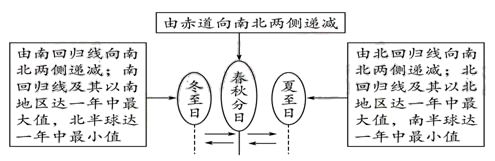 由赤道向南北两侧递减
由南回归线向南
北两侧递减；南
回归线及其以南
地区达一年中最
大值，北半球达
一年中最小值
冬至日
春秋分日
夏至日
由北回归线向南
北两侧递减；北
回归线及其以北
地区达一年中最
大值，南半球达
一年中最小值